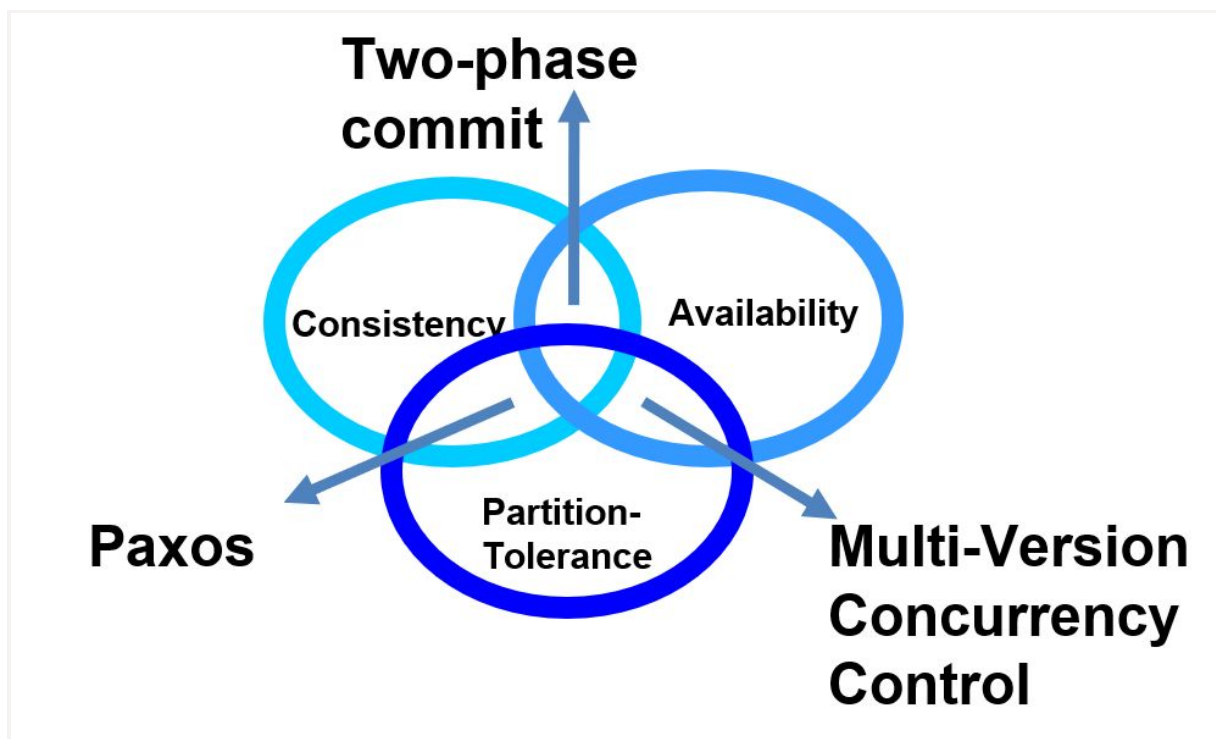 Two-phase
commit
Consistency
Availability
Partition-
Tolerance
Paxos
Multi-Version
Concurrency
Control